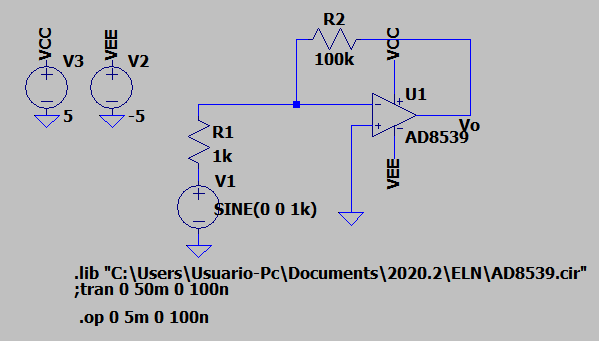 R2
VCC
VEE
VCC
V3
V2
100k
U1
5
-5
R1
1k
AD8539
Vo
VEE
V1
SINE(0 0 1k)
.lib "C:\Users\Usuario-Pc\Documents\2020.2\ELN\AD8539.cir"
;tran 0 50m 0 100n
.op 0 5m 0 100n